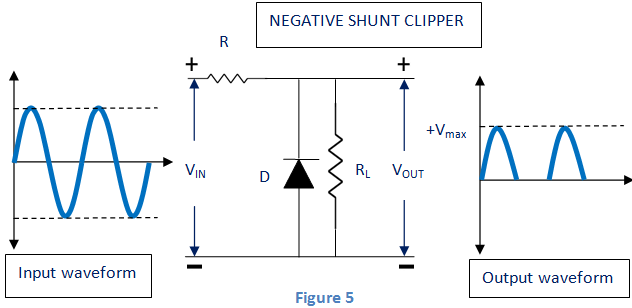 NEGATIVE SHUNT CLIPPER
R
+ +
+Vmax
VIN D RL VOUT
Input waveform
Output waveform
Figure 5